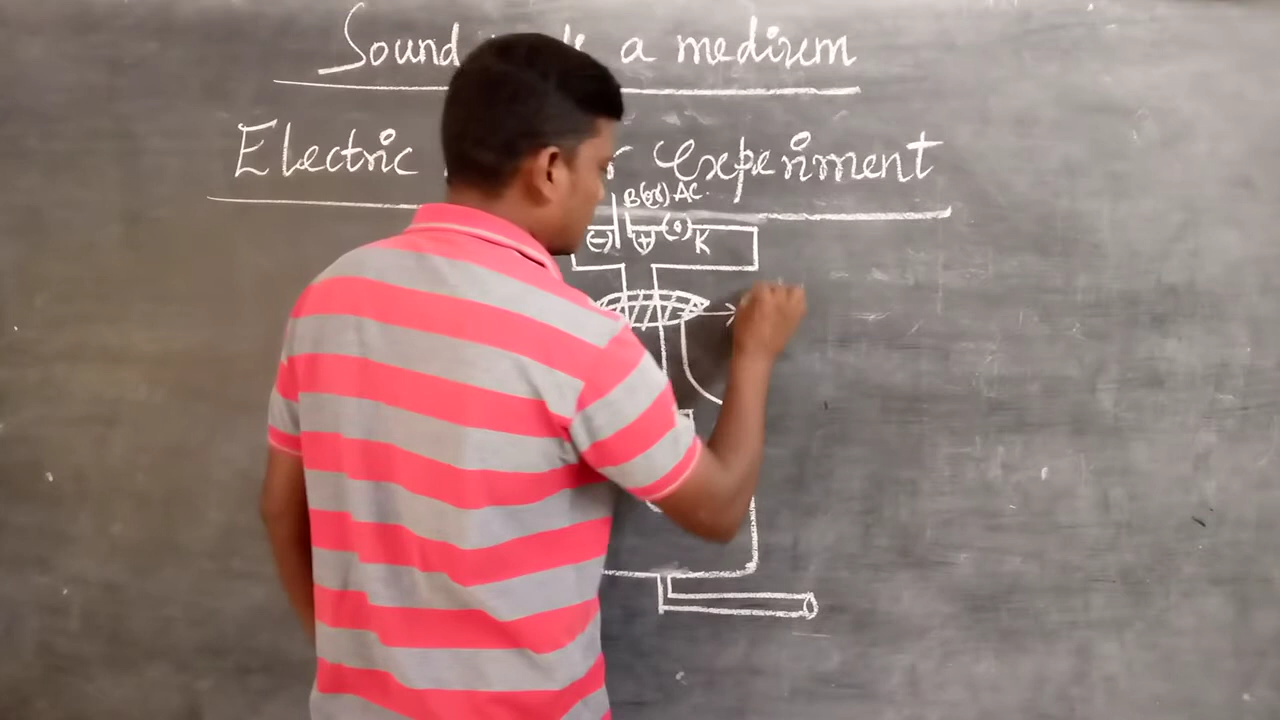 Sound a medium
Electric Experiment
B(or) AC.
(-) (+) (•) K